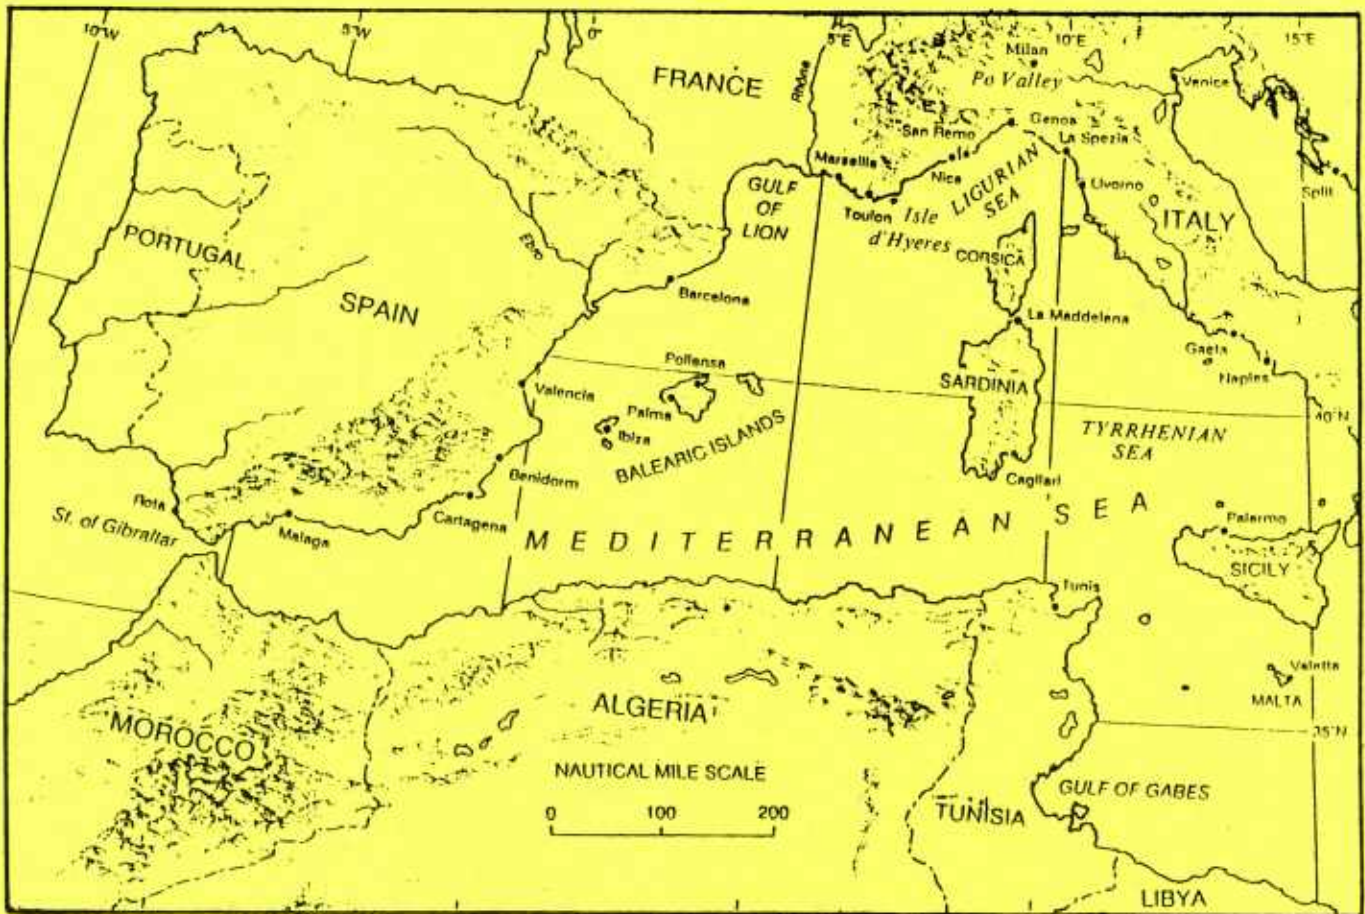 10°W
5°W
0°
5°E
10°E
15°E
Milan
Po Valley
Venice
FRANCE
Rhône
San Remo
Genoa
La Spezia
Marseille
Nice
LIGURIAN
SEA
Livorno
Split
GULF
OF
LION
Toulon
Isle
d'Hyeres
ITALY
PORTUGAL
Ebro
CORSICA
SPAIN
Barcelona
La Maddelena
Gaeta
Naples
Pollensa
Valencia
Palma
SARDINIA
40°N
Ibiza
BALEARIC ISLANDS
TYRRHENIAN
SEA
Benidorm
Cagliari
Rota
Cartagena
St. of Gibraltar
Malaga
MEDITERRANEAN SEA
Palermo
SICILY
Tunis
Valetta
MALTA
ALGERIA
35°N
MOROCCO
NAUTICAL MILE SCALE
0 100 200
GULF OF GABES
TUNISIA
LIBYA